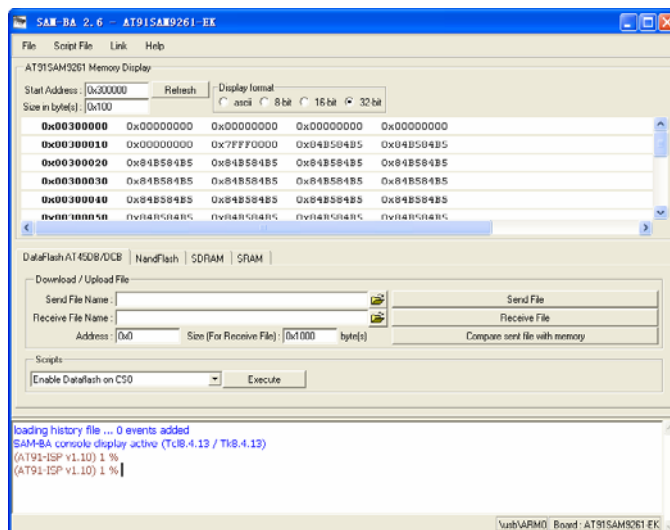 SAM-BA 2.6 - AT91SAM9261-EK
File Script File Link Help
AT91SAM9261 Memory Display
Start Address : 0x300000 Refresh Display format
Size in byte(s) : 0x100 ascii 8-bit 16-bit 32-bit
0x00300000 0x00000000 0x00000000 0x00000000 0x00000000
0x00300010 0x00000000 0x7FFF0000 0x84B584B5 0x84B584B5
0x00300020 0x84B584B5 0x84B584B5 0x84B584B5 0x84B584B5
0x00300030 0x84B584B5 0x84B584B5 0x84B584B5 0x84B584B5
0x00300040 0x84B584B5 0x84B584B5 0x84B584B5 0x84B584B5
0x00300050 0x84B584B5 0x84B584B5 0x84B584B5 0x84B584B5
DataFlash AT45DB/DCB NandFlash SDRAM SRAM
Download / Upload File
Send File Name : Send File
Receive File Name : Receive File
Address : 0x0 Size (For Receive File) : 0x1000 byte(s) Compare sent file with memory
Scripts
Enable Dataflash on CS0 Execute
loading history file ... 0 events added
SAM-BA console display active (Tcl8.4.13 / Tk8.4.13)
(AT91-ISP v1.10) 1 %
(AT91-ISP v1.10) 1 %
\usb\ARM0 Board : AT91SAM9261-EK